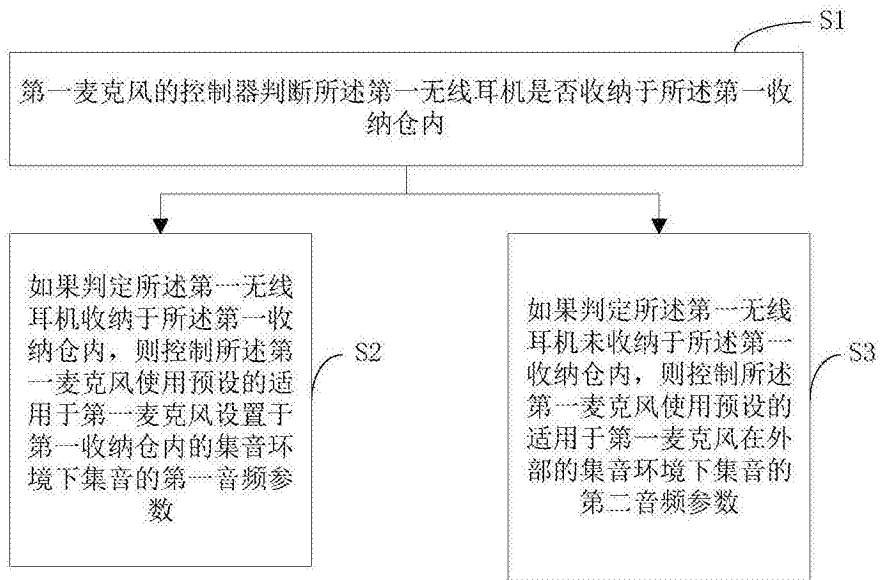 S1
第一麦克风的控制器判断所述第一无线耳机是否收纳于所述第一收
纳仓内
如果判定所述第一无线
耳机收纳于所述第一收
纳仓内，则控制所述第
一麦克风使用预设的适
用于第一麦克风设置于
第一收纳仓内的集音环
境下集音的第一音频参
数
S2
如果判定所述第一无线
耳机未收纳于所述第一
收纳仓内，则控制所述
第一麦克风使用预设的
适用于第一麦克风在外
部的集音环境下集音的
第二音频参数
S3